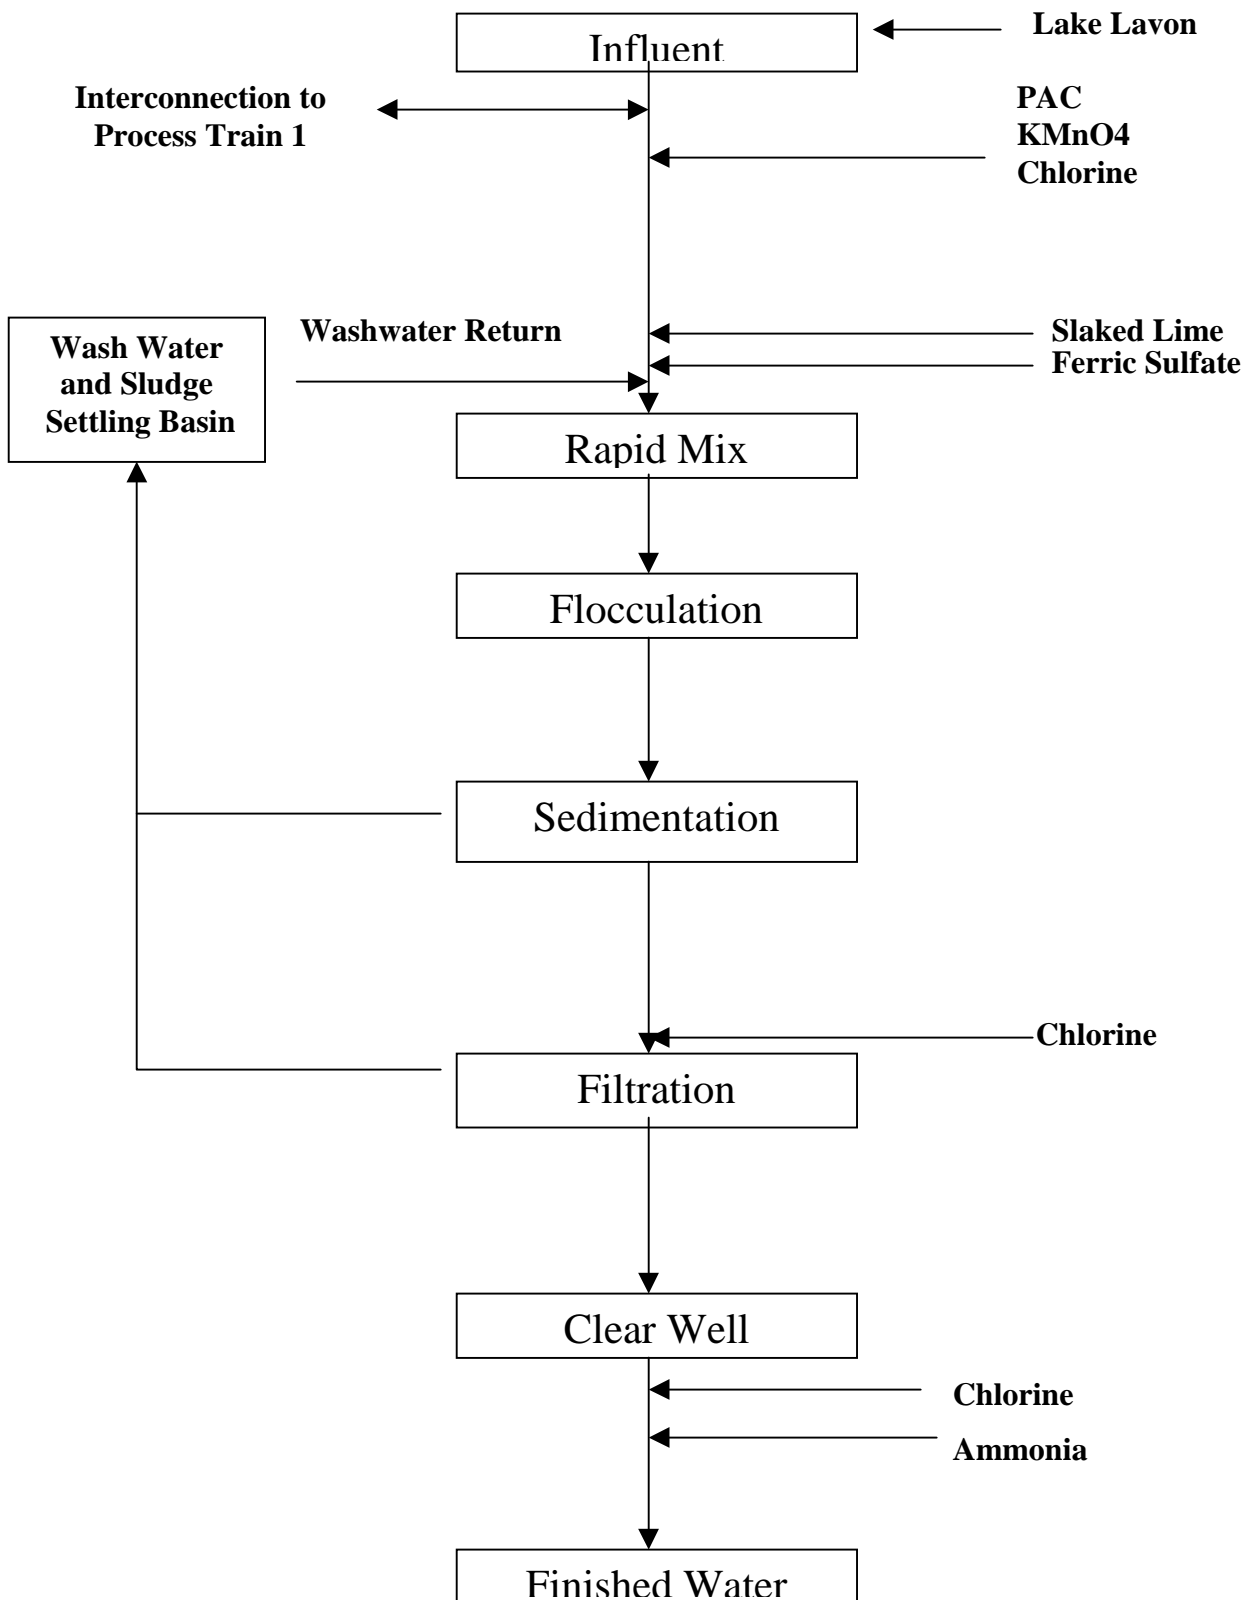 Lake Lavon
Influent
Interconnection to
Process Train 1
PAC
KMnO4
Chlorine
Washwater Return
Slaked Lime
Ferric Sulfate
Wash Water
and Sludge
Settling Basin
Rapid Mix
Flocculation
Sedimentation
Chlorine
Filtration
Clear Well
Chlorine
Ammonia
Finished Water